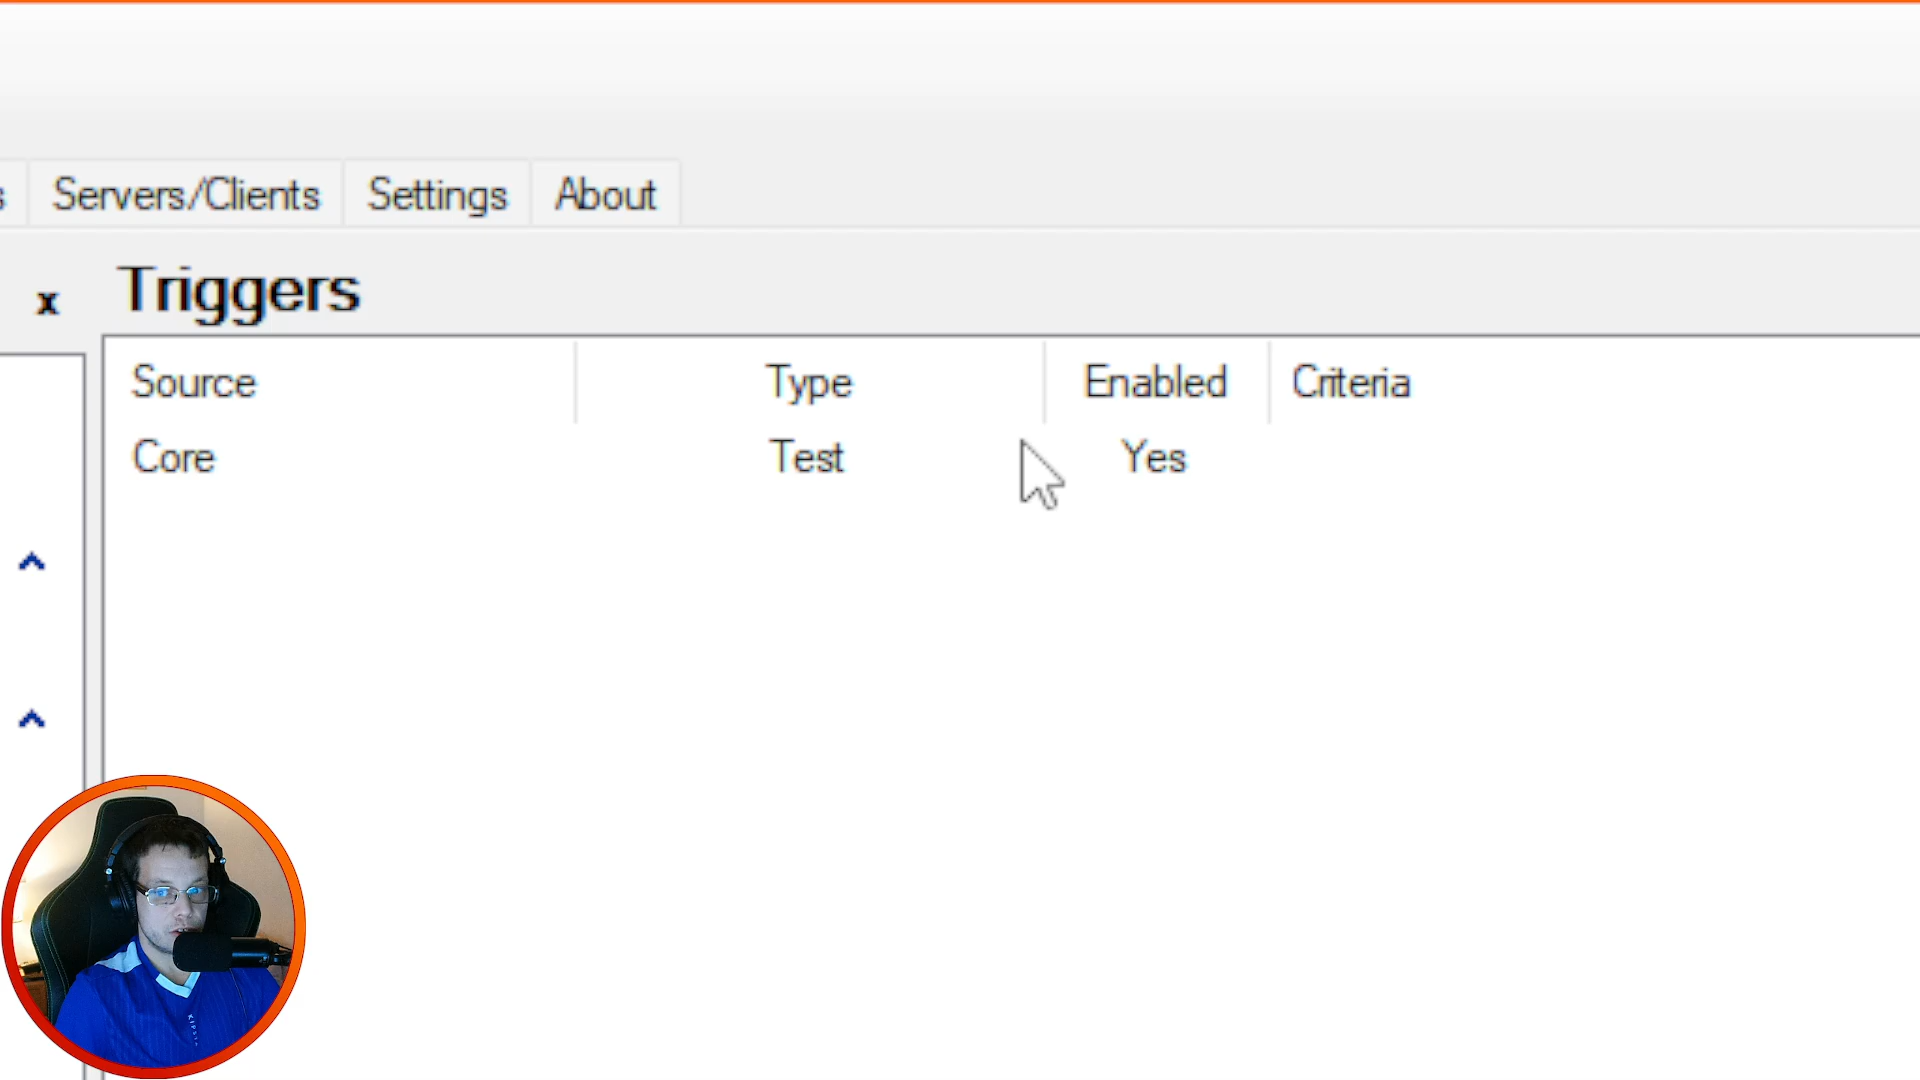 s Servers/Clients Settings About
x Triggers
Source Type Enabled Criteria
Core Test Yes